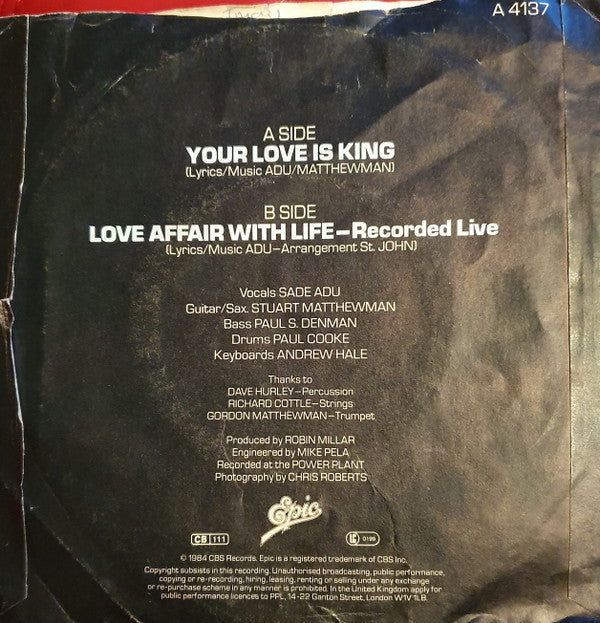 A 4137
A SIDE
YOUR LOVE IS KING
(Lyrics/Music ADU/MATTHEWMAN)
B SIDE
LOVE AFFAIR WITH LIFE–Recorded Live
(Lyrics/Music ADU–Arrangement St. JOHN)
Vocals SADE ADU
Guitar/Sax. STUART MATTHEWMAN
Bass PAUL S. DENMAN
Drums PAUL COOKE
Keyboards ANDREW HALE
Thanks to
DAVE HURLEY–Percussion
RICHARD COTTLE–Strings
GORDON MATTHEWMAN–Trumpet
Produced by ROBIN MILLAR
Engineered by MIKE PELA
Recorded at the POWER PLANT
Photography by CHRIS ROBERTS
Epic
CB 111
LC 0199
© 1984 CBS Records. Epic is a registered trademark of CBS Inc.
Copyright subsists in this recording. Unauthorised broadcasting, public performance,
copying or re-recording, hiring, leasing, renting or selling under any exchange
or re-purchase scheme in any manner is prohibited. In the United Kingdom apply for
public performance licences to PPL, 14-22 Ganton Street, London W1V 1LB.